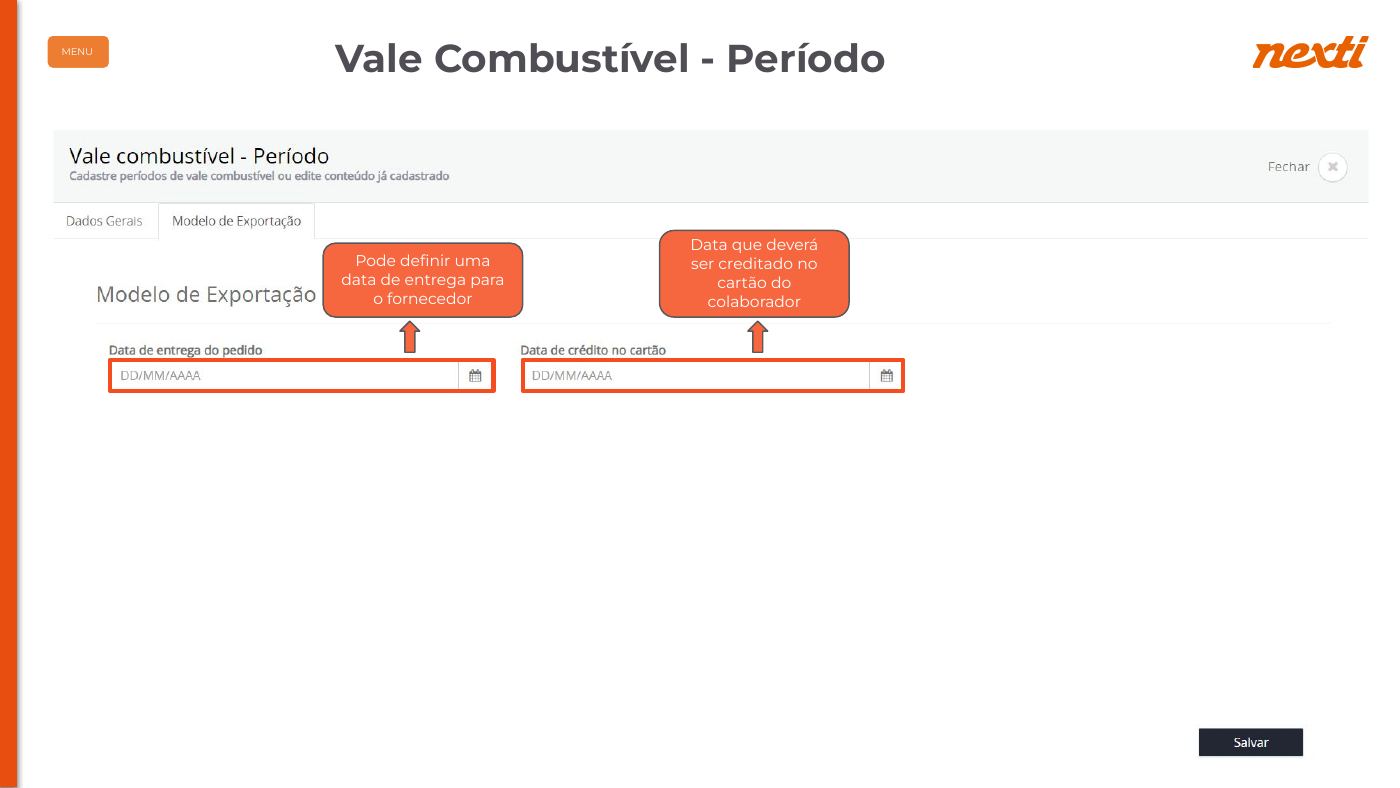 MENU
Vale Combustível - Período
nexti
Vale combustível - Período
Cadastre períodos de vale combustível ou edite conteúdo já cadastrado
Fechar
Dados Gerais
Modelo de Exportação
Pode definir uma
data de entrega para
o fornecedor
Data que deverá
ser creditado no
cartão do
colaborador
Modelo de Exportação
Data de entrega do pedido
Data de crédito no cartão
DD/MM/AAAA
DD/MM/AAAA
Salvar